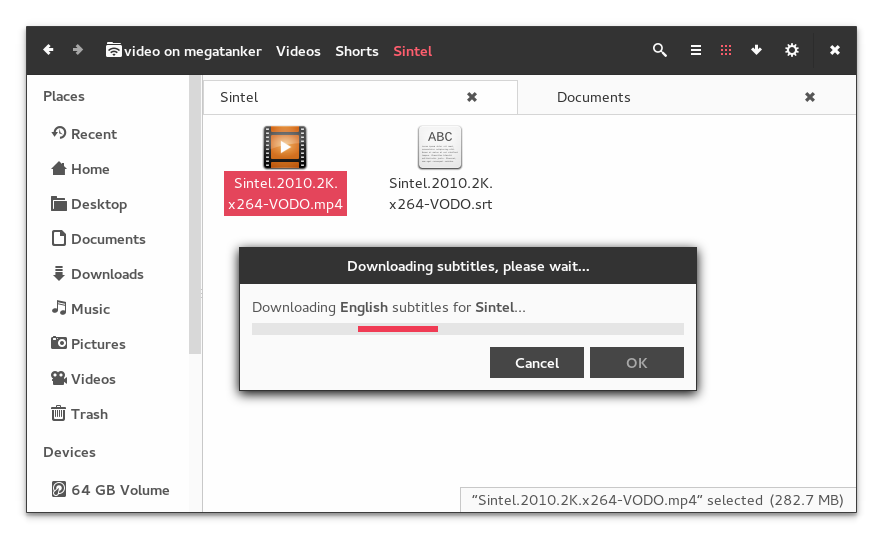 video on megatanker Videos Shorts Sintel
Places
Recent
Home
Desktop
Documents
Downloads
Music
Pictures
Videos
Trash
Devices
64 GB Volume
Sintel
Documents
Sintel.2010.2K.
x264-VODO.mp4
ABC
Sintel.2010.2K.
x264-VODO.srt
Downloading subtitles, please wait...
Downloading English subtitles for Sintel...
Cancel
OK
“Sintel.2010.2K.x264-VODO.mp4” selected (282.7 MB)